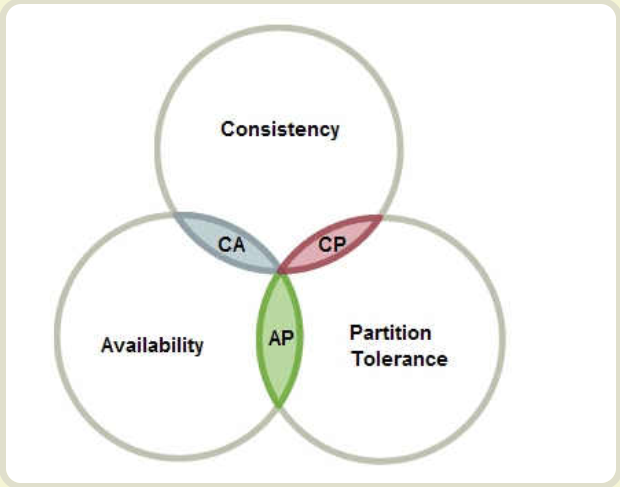 Consistency
CA
CP
Availability
AP
Partition
Tolerance